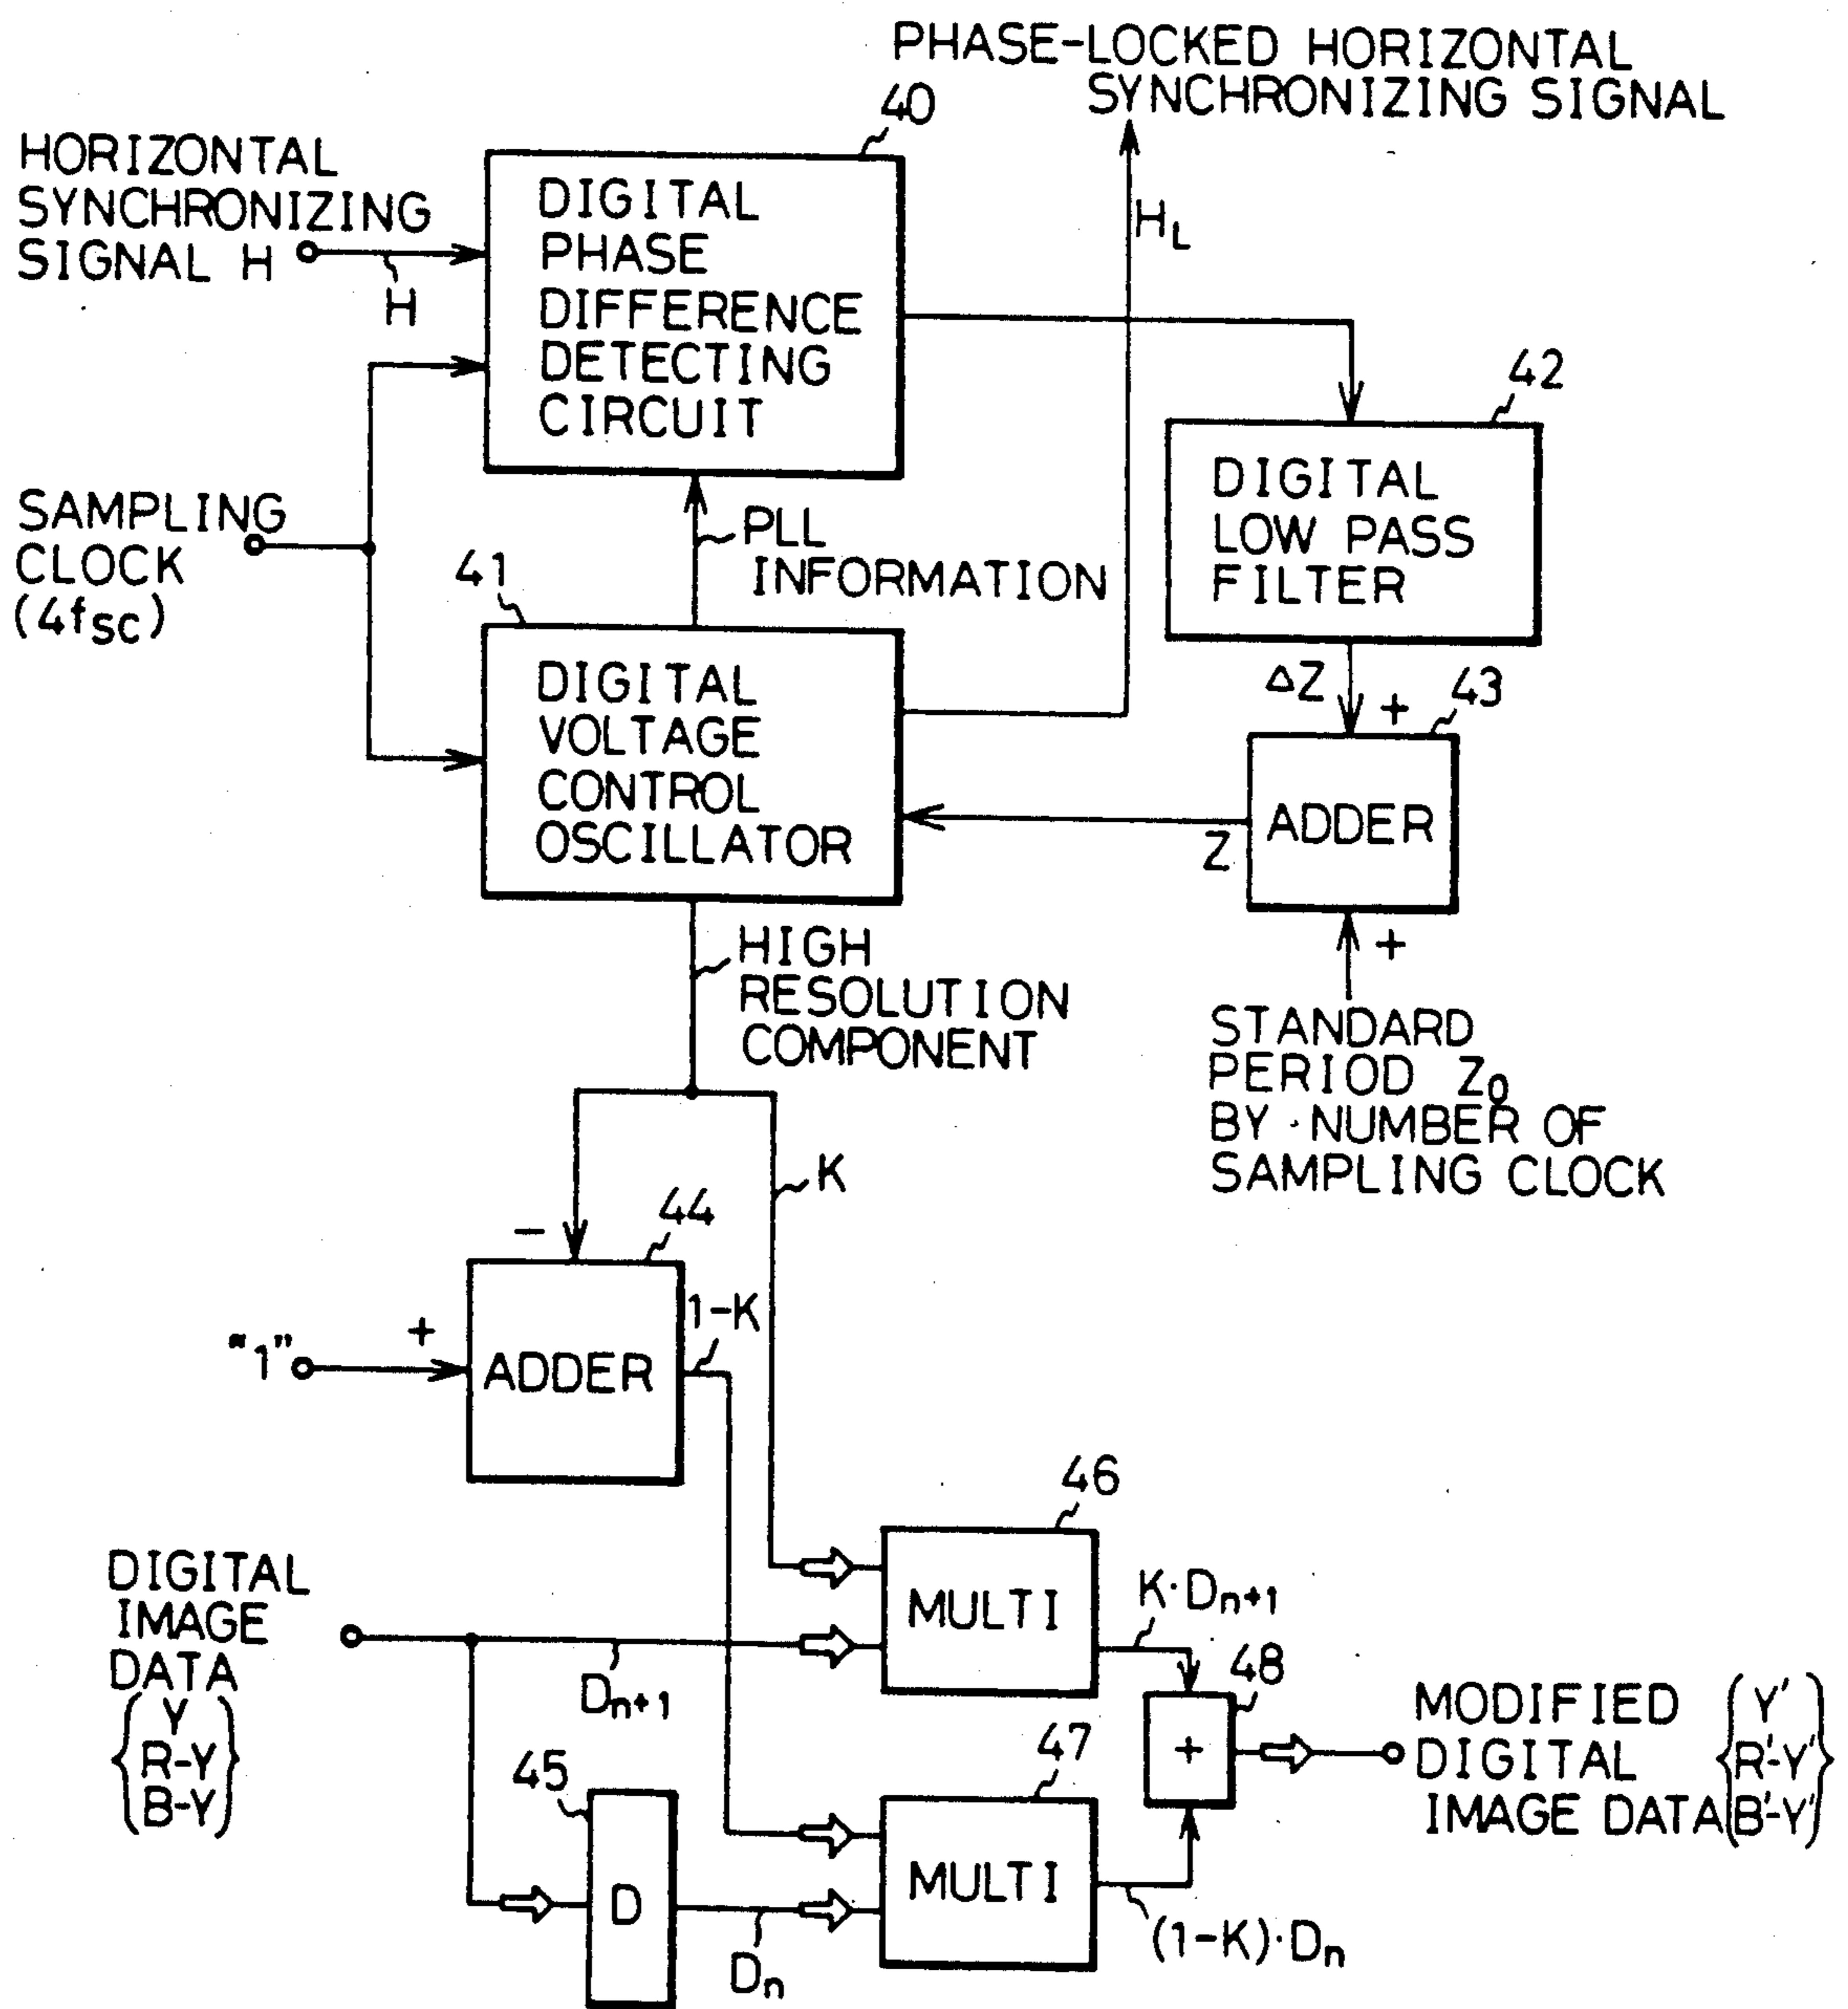 PHASE-LOCKED HORIZONTAL
SYNCHRONIZING SIGNAL
40
HORIZONTAL
SYNCHRONIZING
SIGNAL H
H
DIGITAL
PHASE
DIFFERENCE
DETECTING
CIRCUIT
HL
42
SAMPLING
CLOCK
(4fsc)
PLL
INFORMATION
DIGITAL
LOW PASS
FILTER
41
DIGITAL
VOLTAGE
CONTROL
OSCILLATOR
ΔZ
+
43
Z
ADDER
+
HIGH
RESOLUTION
COMPONENT
STANDARD
PERIOD Z0
BY NUMBER OF
SAMPLING CLOCK
K
44
−
"1"
+
ADDER
1-K
46
DIGITAL
IMAGE
DATA
Y
R-Y
B-Y
Dn+1
MULTI
K·Dn+1
48
+
MODIFIED
DIGITAL
IMAGE DATA
Y'
R'-Y'
B'-Y'
45
D
Dn
47
MULTI
(1-K)·Dn